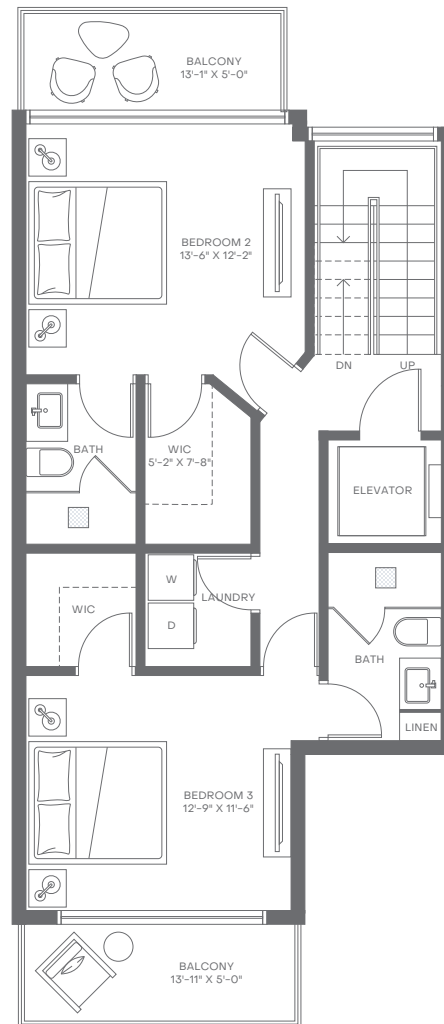 BALCONY
13'-1" X 5'-0"
BEDROOM 2
13'-6" X 12'-2"
DN
UP
BATH
WIC
5'-2" X 7'-8"
ELEVATOR
W
LAUNDRY
WIC
D
BATH
LINEN
BEDROOM 3
12'-9" X 11'-6"
BALCONY
13'-11" X 5'-0"